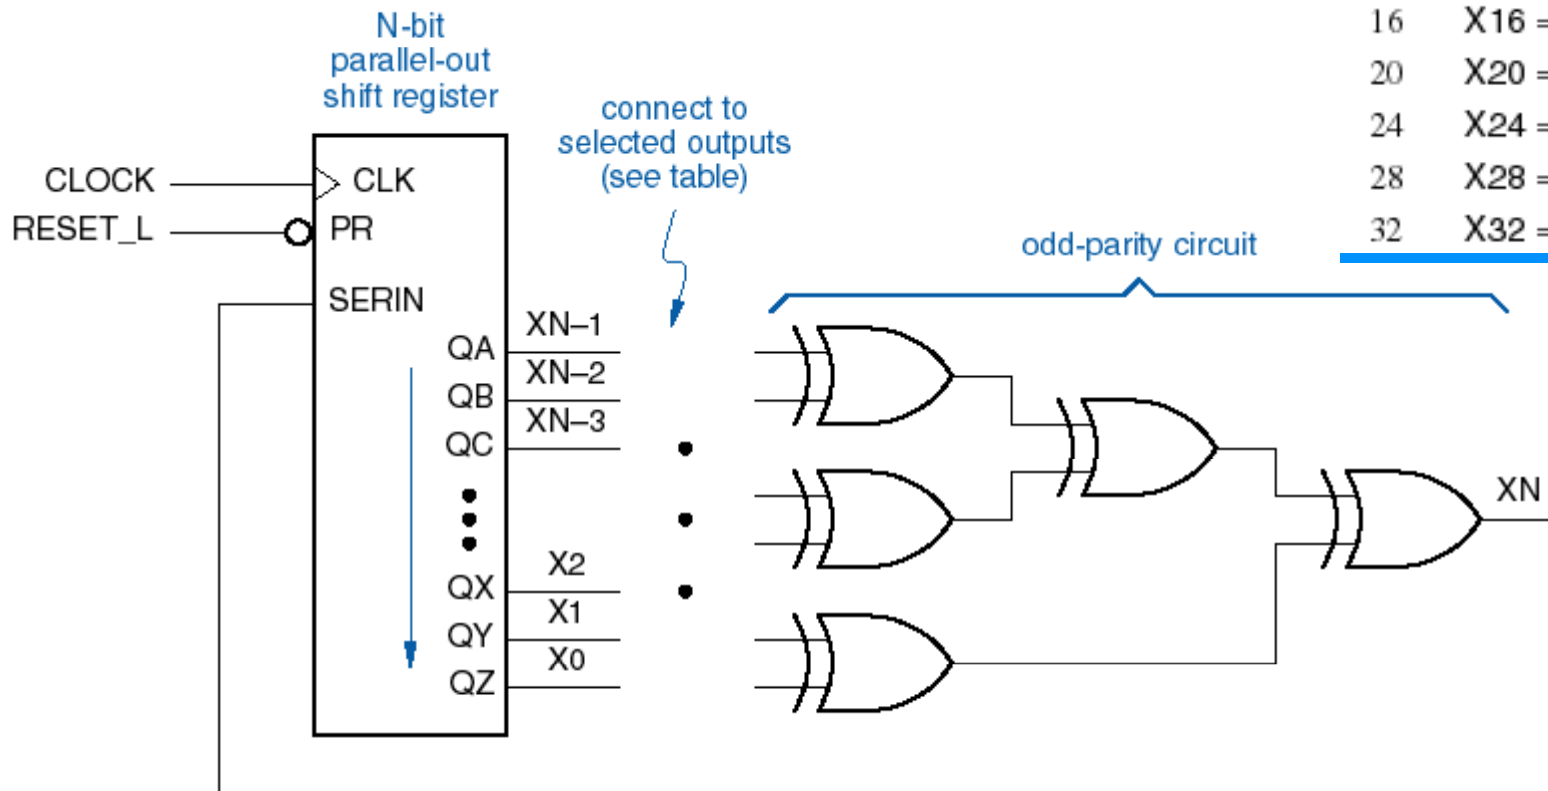 N-bit
parallel-out
shift register
connect to
selected outputs
(see table)
16 X16 =
20 X20 =
24 X24 =
28 X28 =
32 X32 =
CLOCK
CLK
RESET_L
PR
SERIN
odd-parity circuit
QA
XN–1
QB
XN–2
QC
XN–3
QX
X2
QY
X1
QZ
X0
XN